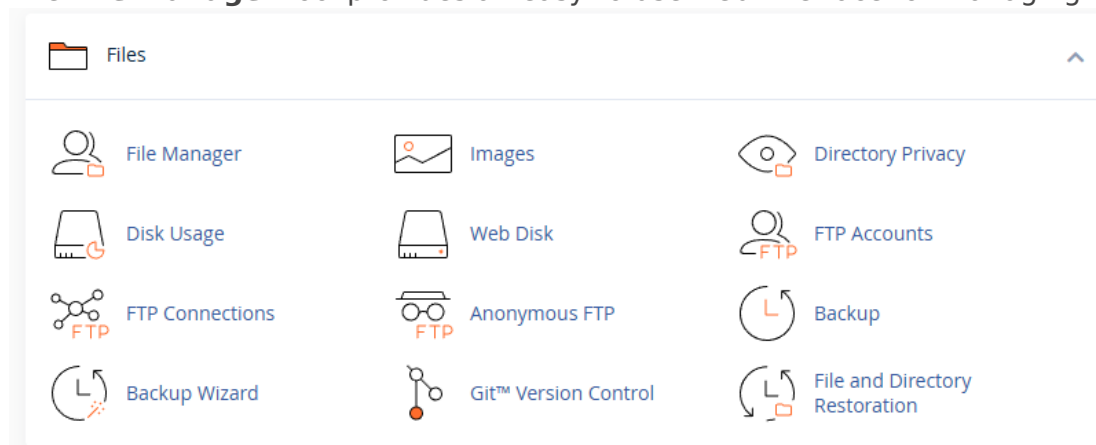 Files
File Manager
Images
Directory Privacy
Disk Usage
Web Disk
FTP Accounts
FTP
FTP Connections
FTP
Anonymous FTP
FTP
Backup
Backup Wizard
Git™ Version Control
File and Directory
Restoration